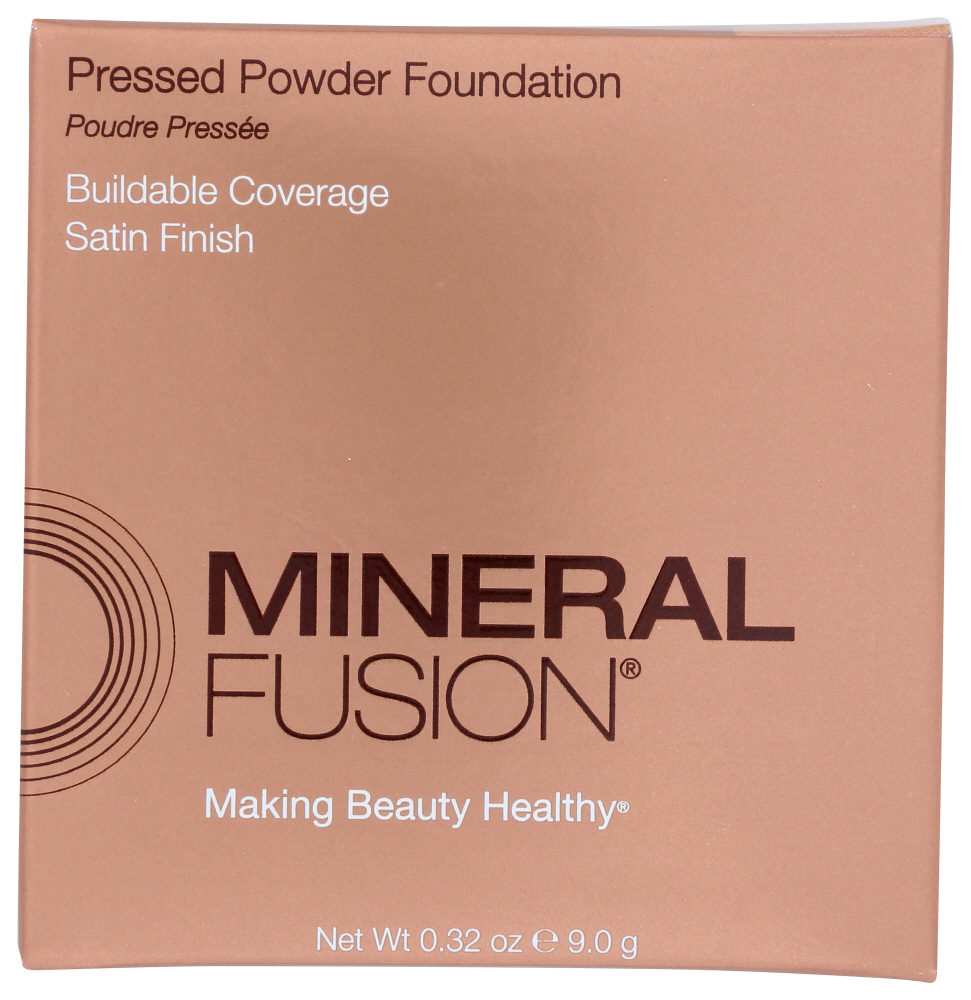 Pressed Powder Foundation
Poudre Pressée
Buildable Coverage
Satin Finish
MINERAL
FUSION®
Making Beauty Healthy®
Net Wt 0.32 oz ℮ 9.0 g